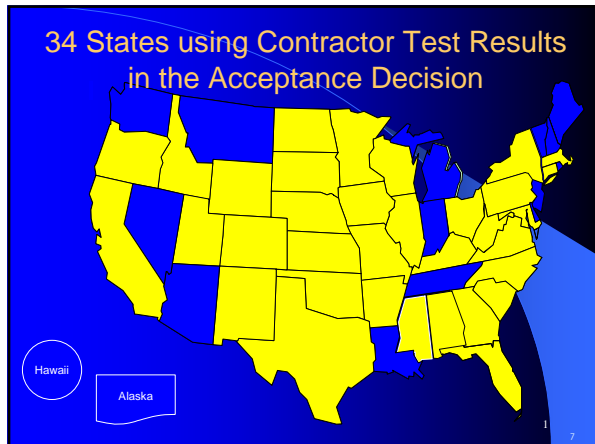 34 States using Contractor Test Results
in the Acceptance Decision
Hawaii
Alaska
1
7